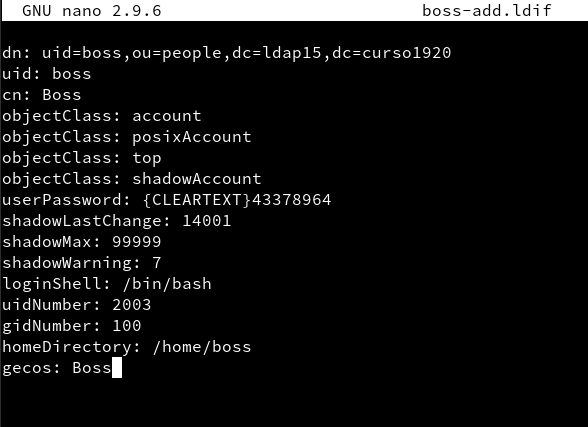 GNU nano 2.9.6 boss-add.ldif
dn: uid=boss,ou=people,dc=ldap15,dc=curso1920
uid: boss
cn: Boss
objectClass: account
objectClass: posixAccount
objectClass: top
objectClass: shadowAccount
userPassword: {CLEARTEXT}43378964
shadowLastChange: 14001
shadowMax: 99999
shadowWarning: 7
loginShell: /bin/bash
uidNumber: 2003
gidNumber: 100
homeDirectory: /home/boss
gecos: Boss